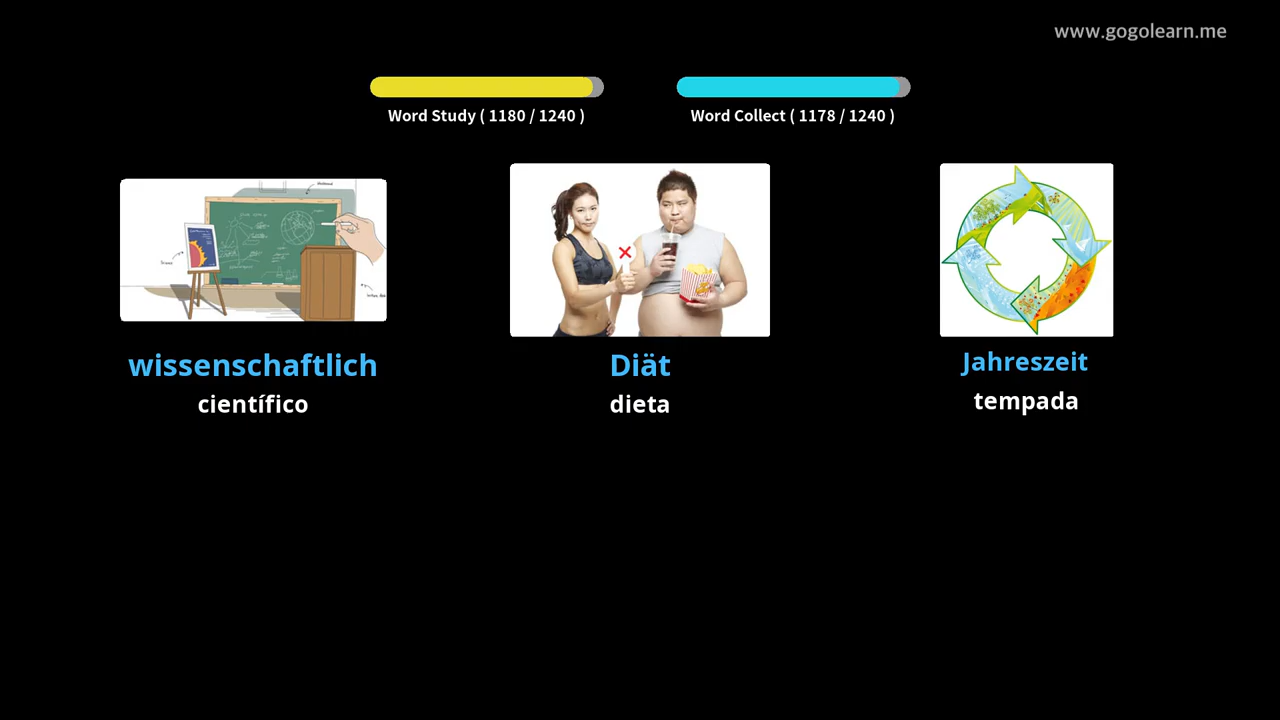 www.gogolearn.me
Word Study ( 1180 / 1240 )
Word Collect ( 1178 / 1240 )
wissenschaftlich
científico
Diät
dieta
Jahreszeit
tempada